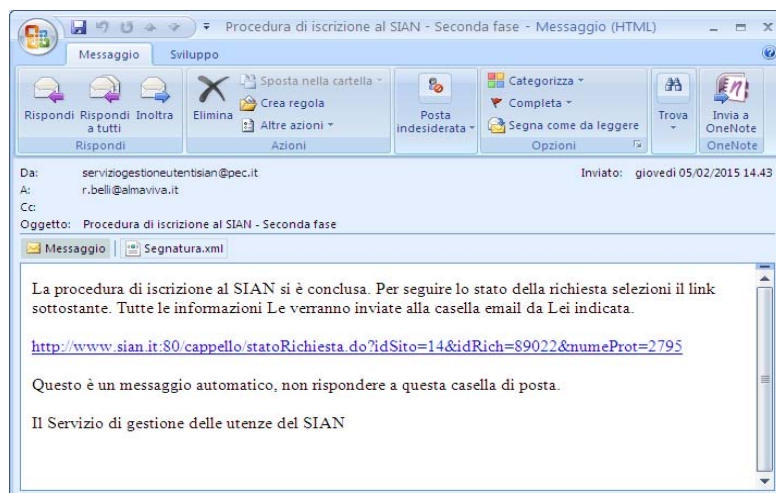 Procedura di iscrizione al SIAN - Seconda fase - Messaggio (HTML)
Messaggio Sviluppo
Rispondi Rispondi a tutti Inoltra
Rispondi
Elimina
Sposta nella cartella
Crea regola
Altre azioni
Azioni
Posta indesiderata
Categorizza
Completa
Segna come da leggere
Opzioni
Trova
Invia a OneNote
OneNote
Da: serviziogestioneutentisian@pec.it Inviato: giovedì 05/02/2015 14.43
A: r.belli@almaviva.it
Cc:
Oggetto: Procedura di iscrizione al SIAN - Seconda fase
Messaggio Segnatura.xml
La procedura di iscrizione al SIAN si è conclusa. Per seguire lo stato della richiesta selezioni il link
sottostante. Tutte le informazioni Le verranno inviate alla casella email da Lei indicata.
http://www.sian.it:80/cappello/statoRichiesta.do?idSito=14&idRich=89022&numeProt=2795
Questo è un messaggio automatico, non rispondere a questa casella di posta.
Il Servizio di gestione delle utenze del SIAN